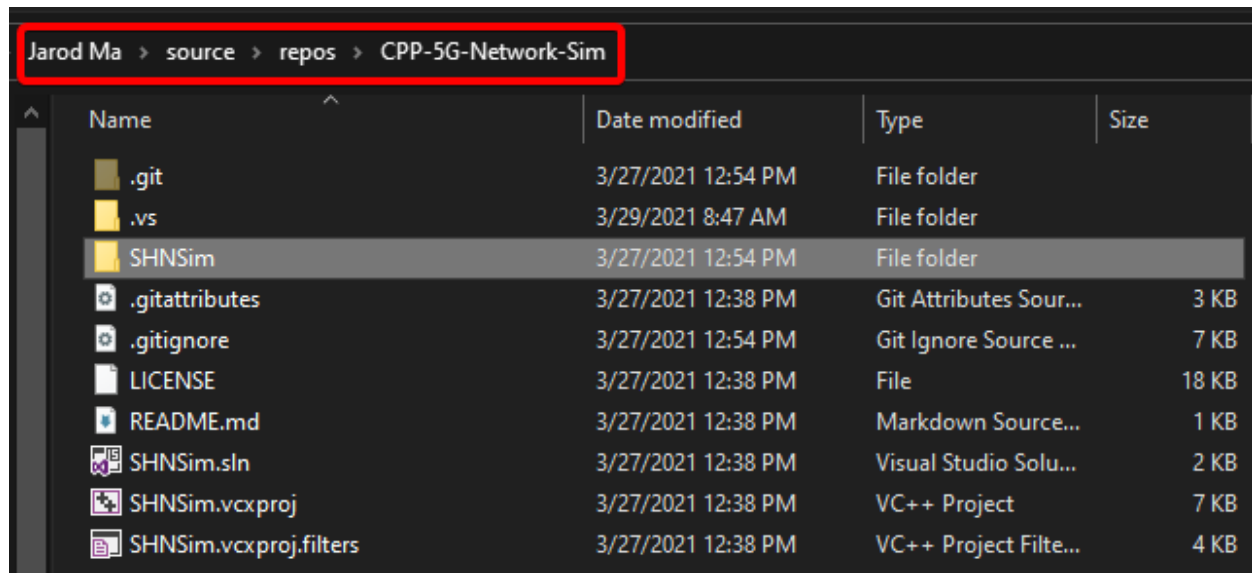 Jarod Ma > source > repos > CPP-5G-Network-Sim
Name Date modified Type Size
.git 3/27/2021 12:54 PM File folder
.vs 3/29/2021 8:47 AM File folder
SHNSim 3/27/2021 12:54 PM File folder
.gitattributes 3/27/2021 12:38 PM Git Attributes Sour... 3 KB
.gitignore 3/27/2021 12:54 PM Git Ignore Source ... 7 KB
LICENSE 3/27/2021 12:38 PM File 18 KB
README.md 3/27/2021 12:38 PM Markdown Source... 1 KB
SHNSim.sln 3/27/2021 12:38 PM Visual Studio Solu... 2 KB
SHNSim.vcxproj 3/27/2021 12:38 PM VC++ Project 7 KB
SHNSim.vcxproj.filters 3/27/2021 12:38 PM VC++ Project Filte... 4 KB